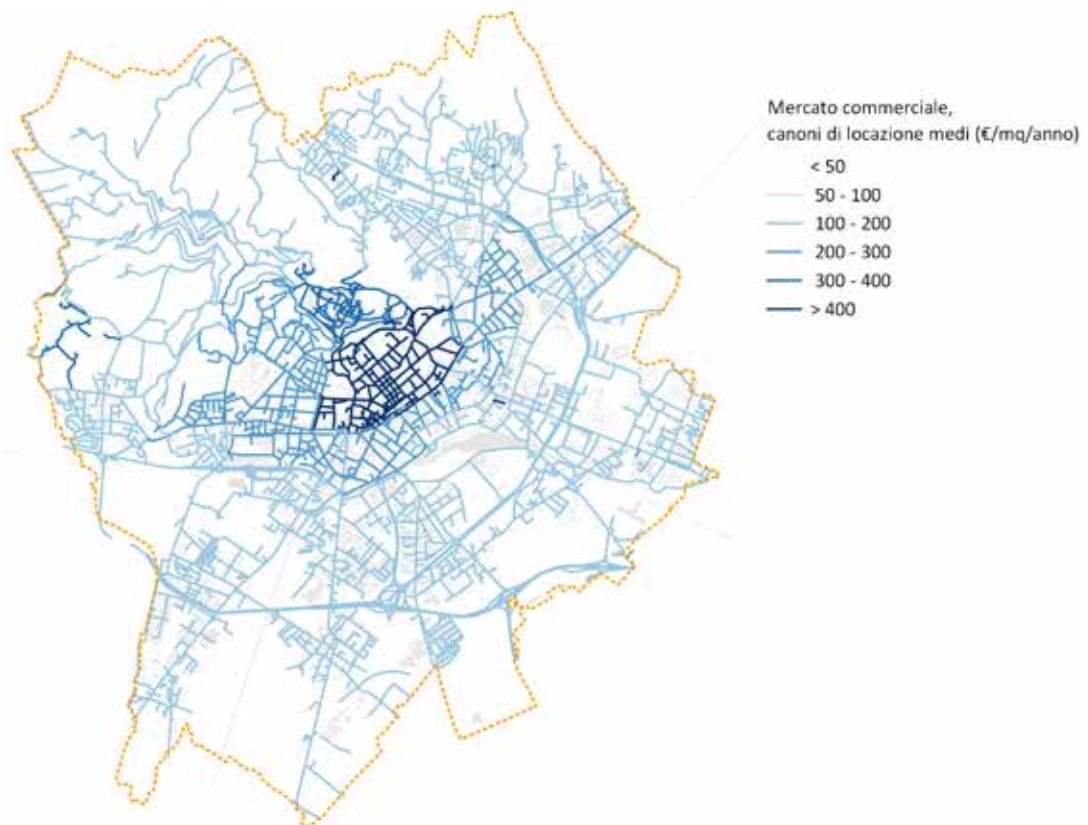 Mercato commerciale,
canoni di locazione medi (€/mq/anno)
< 50
50 - 100
100 - 200
200 - 300
300 - 400
> 400